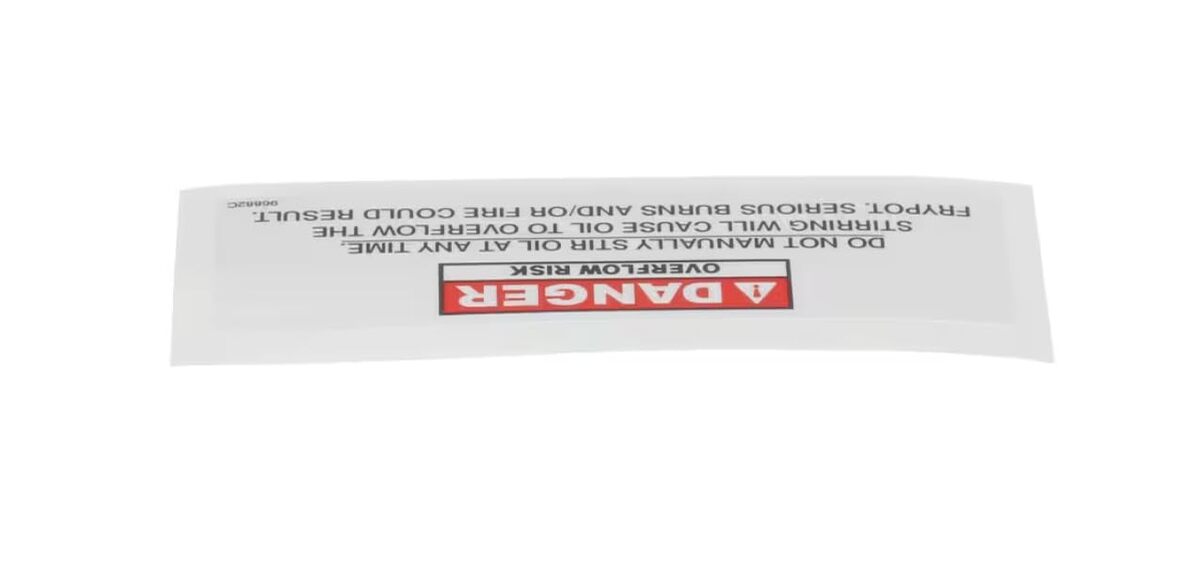 DANGER
OVERFLOW RISK
DO NOT MANUALLY STIR OIL AT ANY TIME.
STIRRING WILL CAUSE OIL TO OVERFLOW THE
FRYPOT. SERIOUS BURNS AND/OR FIRE COULD RESULT.
96882C